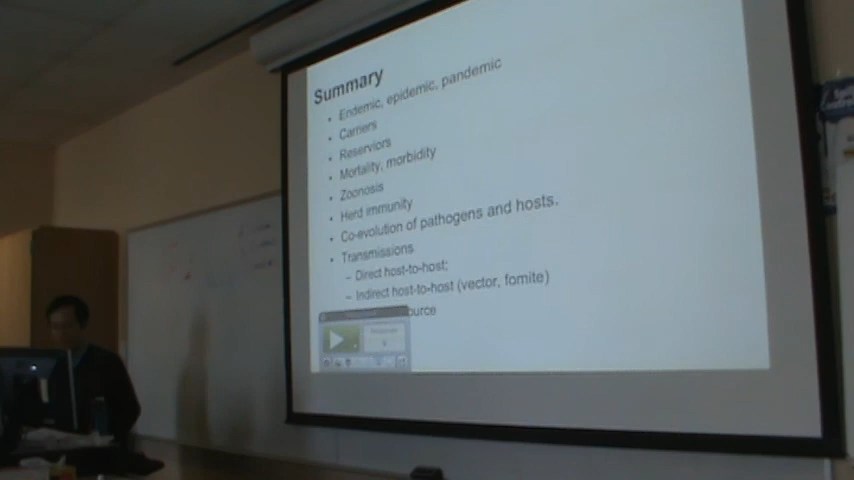 Summary
• Endemic, epidemic, pandemic
• Carriers
• Reserviors
• Mortality, morbidity
• Zoonosis
• Herd immunity
• Co-evolution of pathogens and hosts.
• Transmissions
– Direct host-to-host;
– Indirect host-to-host (vector, fomite)
ource